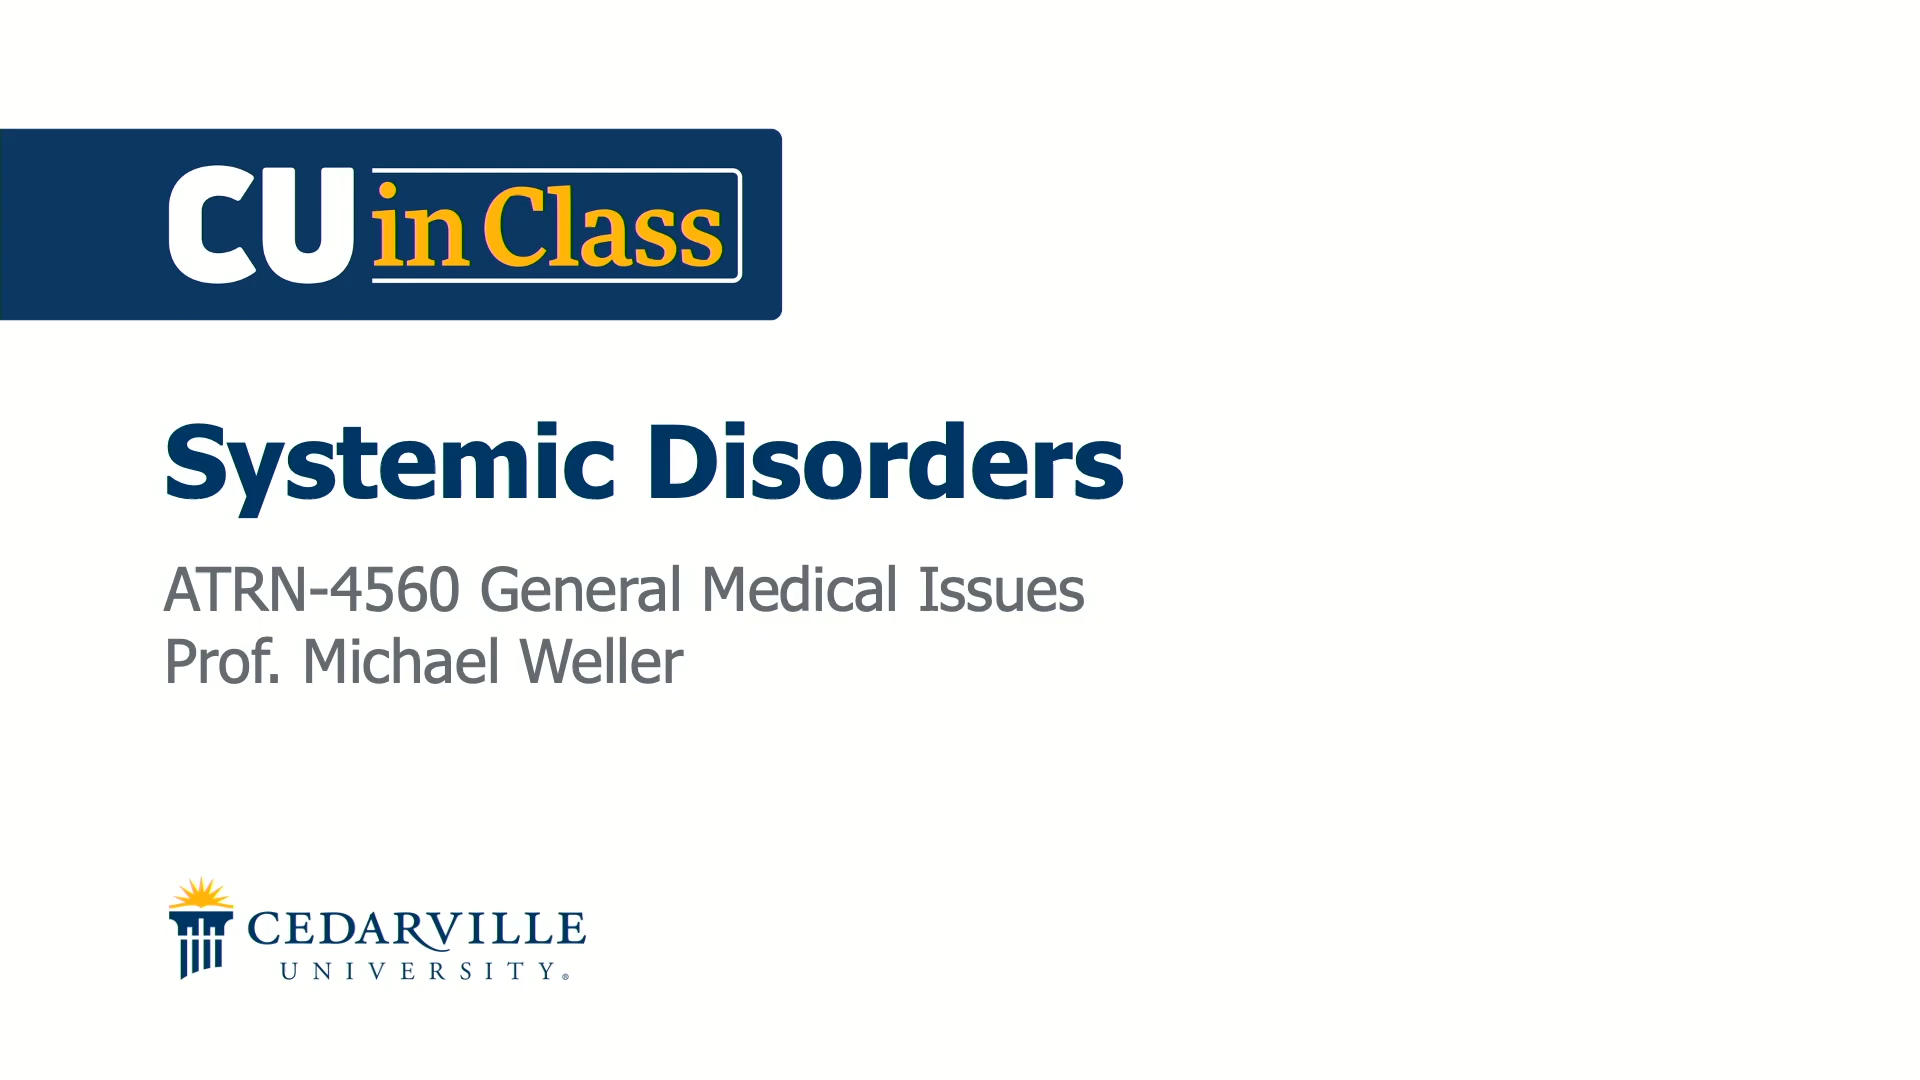 CU in Class
Systemic Disorders
ATRN-4560 General Medical Issues
Prof. Michael Weller
CEDARVILLE
UNIVERSITY®